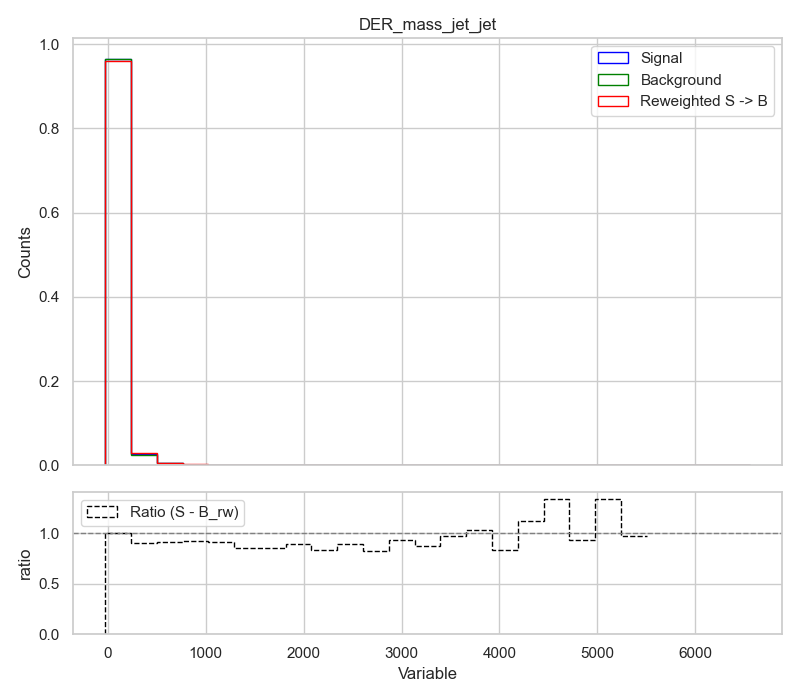 DER_mass_jet_jet
1.0
0.8
0.6
0.4
0.2
0.0
Counts
Signal
Background
Reweighted S -> B
Ratio (S - B_rw)
1.0
0.5
0.0
ratio
0 1000 2000 3000 4000 5000 6000
Variable